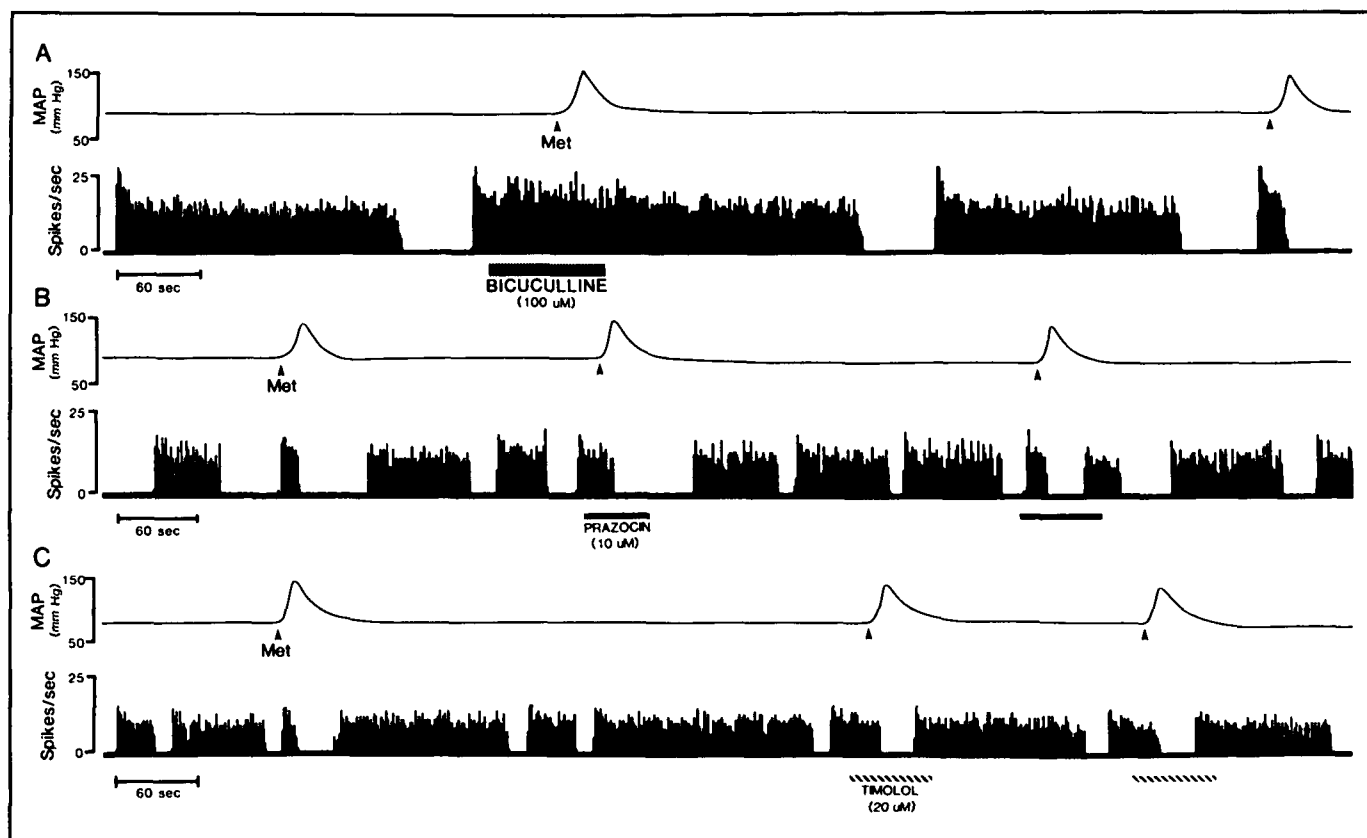 A
MAP
(mm Hg)
150
50
Met
Spikes/sec
25
0
60 sec
BICUCULLINE
(100 uM)
B
MAP
(mm Hg)
150
50
Met
Spikes/sec
25
0
60 sec
PRAZOCIN
(10 uM)
C
MAP
(mm Hg)
150
50
Met
Spikes/sec
25
0
60 sec
TIMOLOL
(20 uM)